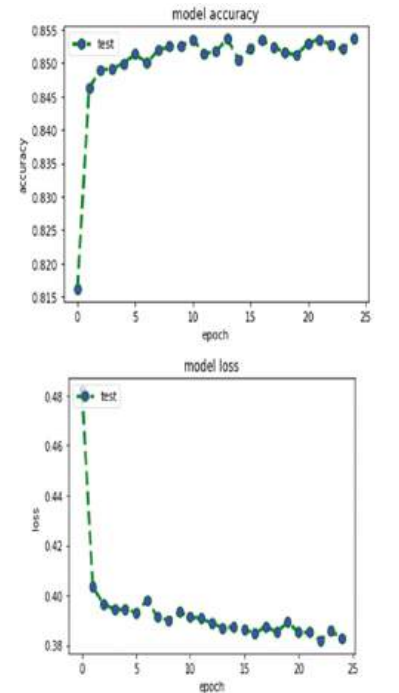 model accuracy
0.855
test
0.850
0.845
0.840
accuracy
0.835
0.830
0.825
0.820
0.815
0 5 10 15 20 25
epoch
model loss
0.48
test
0.46
0.44
loss
0.42
0.40
0.38
0 5 10 15 20 25
epoch